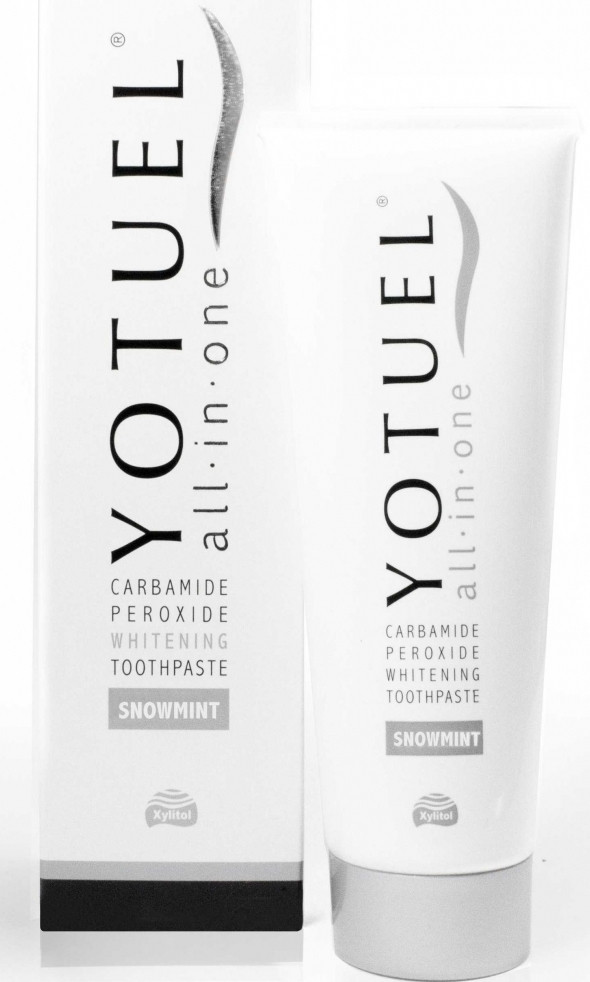 YOTUEL®
all·in·one
CARBAMIDE
PEROXIDE
WHITENING
TOOTHPASTE
SNOWMINT
Xylitol
YOTUEL®
all·in·one
CARBAMIDE
PEROXIDE
WHITENING
TOOTHPASTE
SNOWMINT
Xylitol